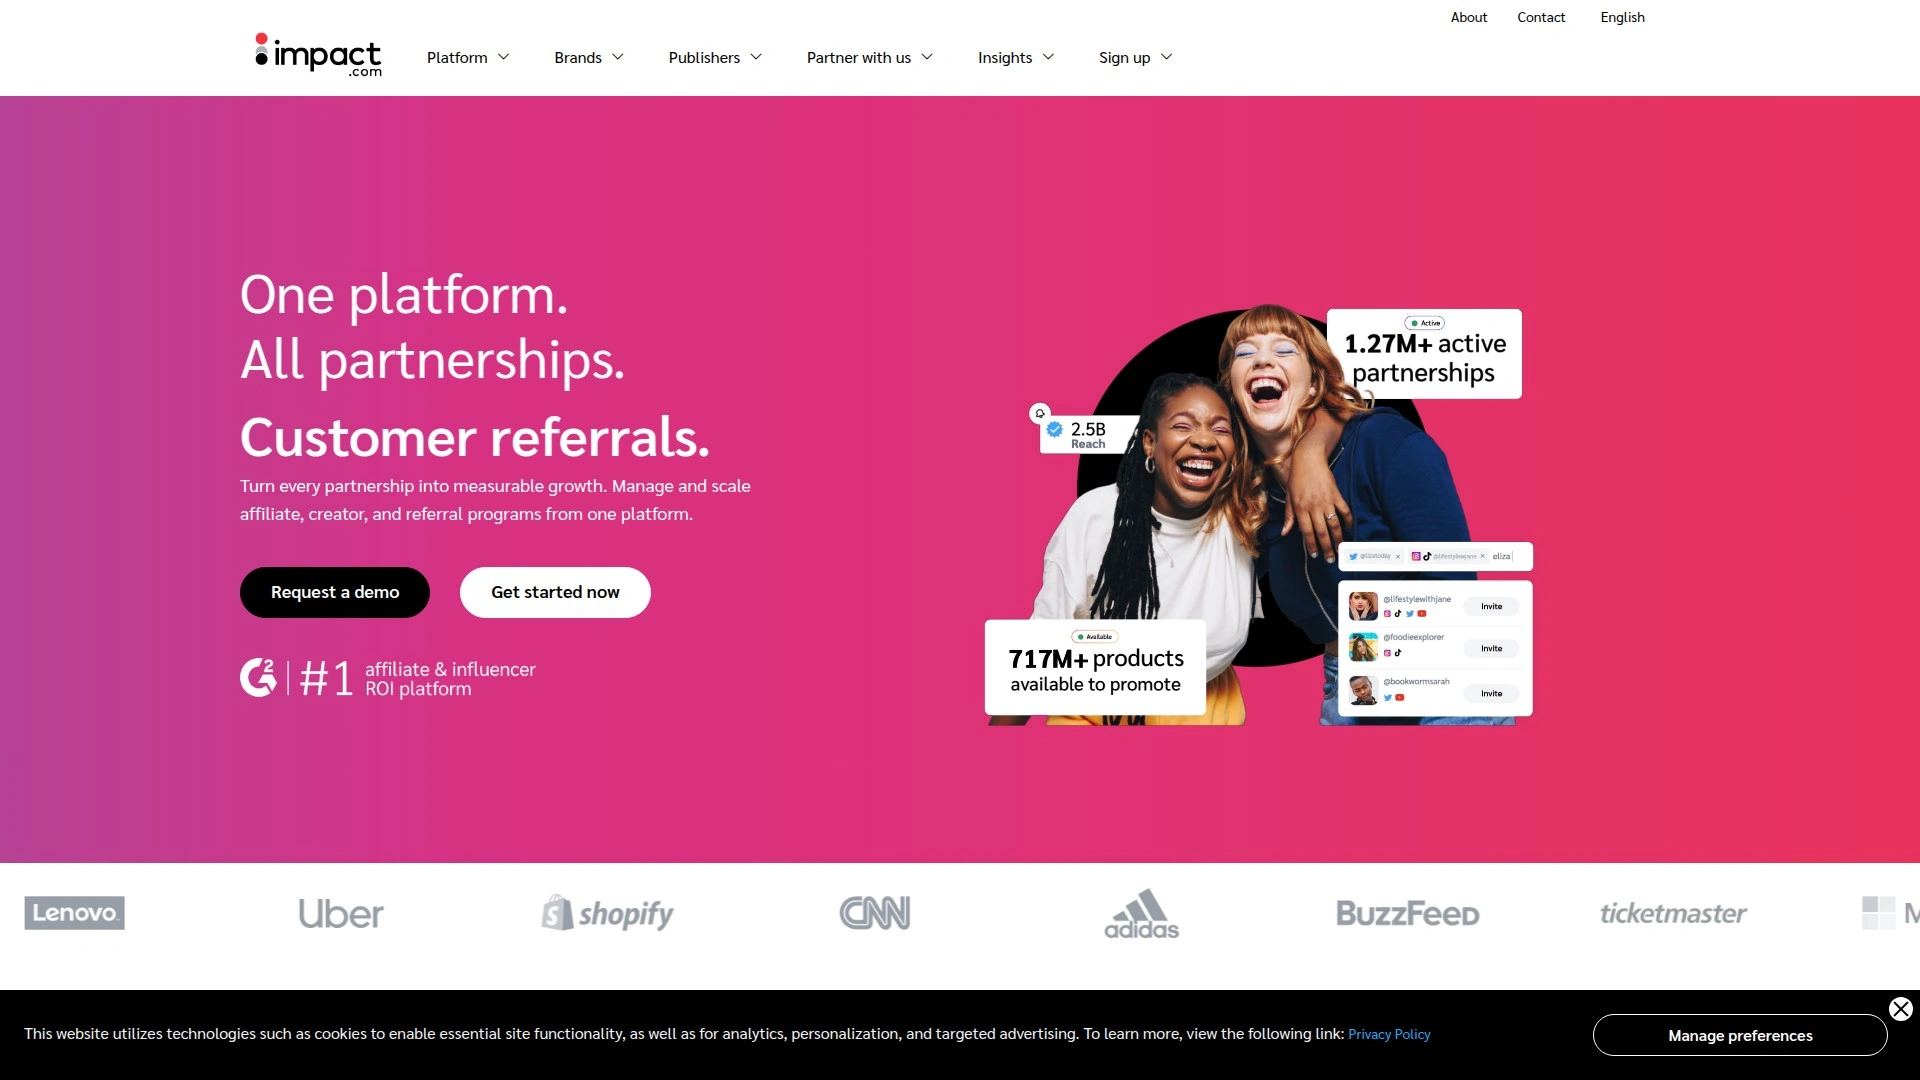 About
Contact
English
impact
.com
Platform
Brands
Publishers
Partner with us
Insights
Sign up
One platform.
All partnerships.
Customer referrals.
Turn every partnership into measurable growth. Manage and scale
affiliate, creator, and referral programs from one platform.
Request a demo
Get started now
G2
#1
affiliate & influencer
ROI platform
Active
1.27M+ active
partnerships
2.5B
Reach
@liztoday × @lifestylewjane × eliza
@lifestylewithjane
Invite
@foodieexplorer
Invite
@bookwormsarah
Invite
Available
717M+ products
available to promote
Lenovo
Uber
shopify
CNN
adidas
BuzzFeed
ticketmaster
M
This website utilizes technologies such as cookies to enable essential site functionality, as well as for analytics, personalization, and targeted advertising. To learn more, view the following link: Privacy Policy
Manage preferences